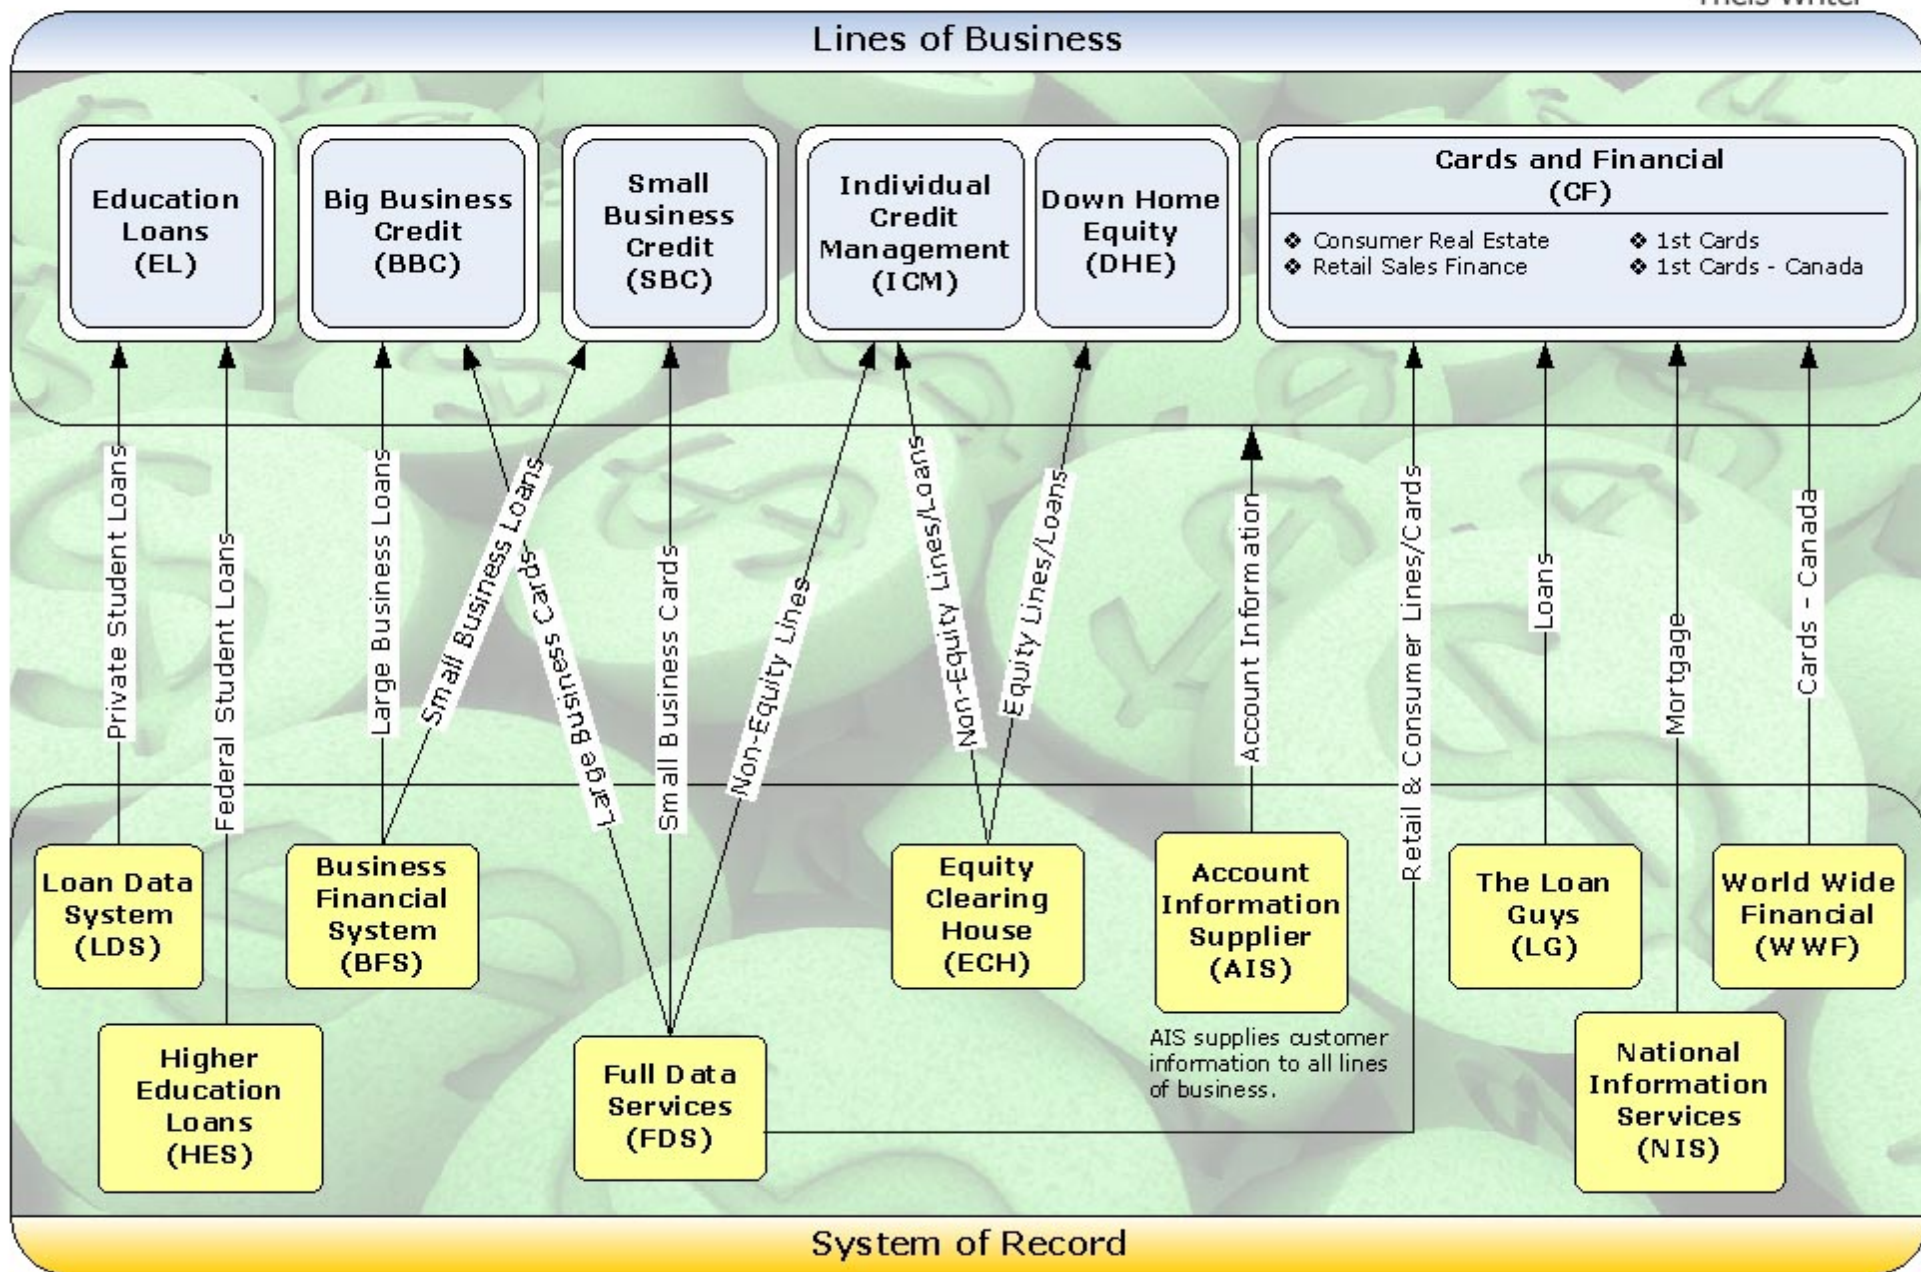 Lines of Business
Education
Loans
(EL)
Big Business
Credit
(BBC)
Small
Business
Credit
(SBC)
Individual
Credit
Management
(ICM)
Down Home
Equity
(DHE)
Cards and Financial
(CF)
❖ Consumer Real Estate
❖ Retail Sales Finance
❖ 1st Cards
❖ 1st Cards - Canada
Private Student Loans
Federal Student Loans
Large Business Loans
Small Business Loans
Large Business Cards
Small Business Cards
Non-Equity Lines
Non-Equity Lines/Loans
Equity Lines/Loans
Account Information
Retail & Consumer Lines/Cards
Loans
Mortgage
Cards - Canada
Loan Data
System
(LDS)
Higher
Education
Loans
(HES)
Business
Financial
System
(BFS)
Full Data
Services
(FDS)
Equity
Clearing
House
(ECH)
Account
Information
Supplier
(AIS)
AIS supplies customer
information to all lines
of business.
The Loan
Guys
(LG)
National
Information
Services
(NIS)
World Wide
Financial
(WWF)
System of Record